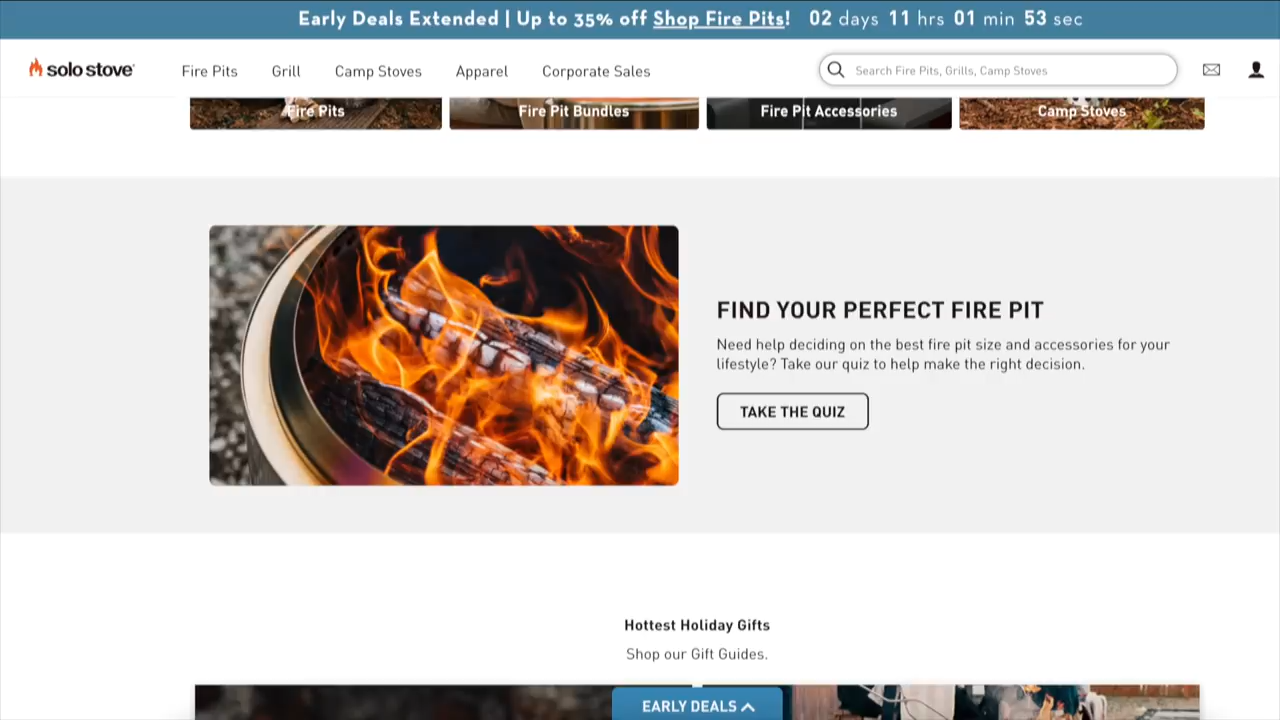 Early Deals Extended | Up to 35% off Shop Fire Pits! 02 days 11 hrs 01 min 53 sec
solo stove Fire Pits Grill Camp Stoves Apparel Corporate Sales Search Fire Pits, Grills, Camp Stoves
Fire Pits Fire Pit Bundles Fire Pit Accessories Camp Stoves
FIND YOUR PERFECT FIRE PIT
Need help deciding on the best fire pit size and accessories for your
lifestyle? Take our quiz to help make the right decision.
TAKE THE QUIZ
Hottest Holiday Gifts
Shop our Gift Guides.
EARLY DEALS